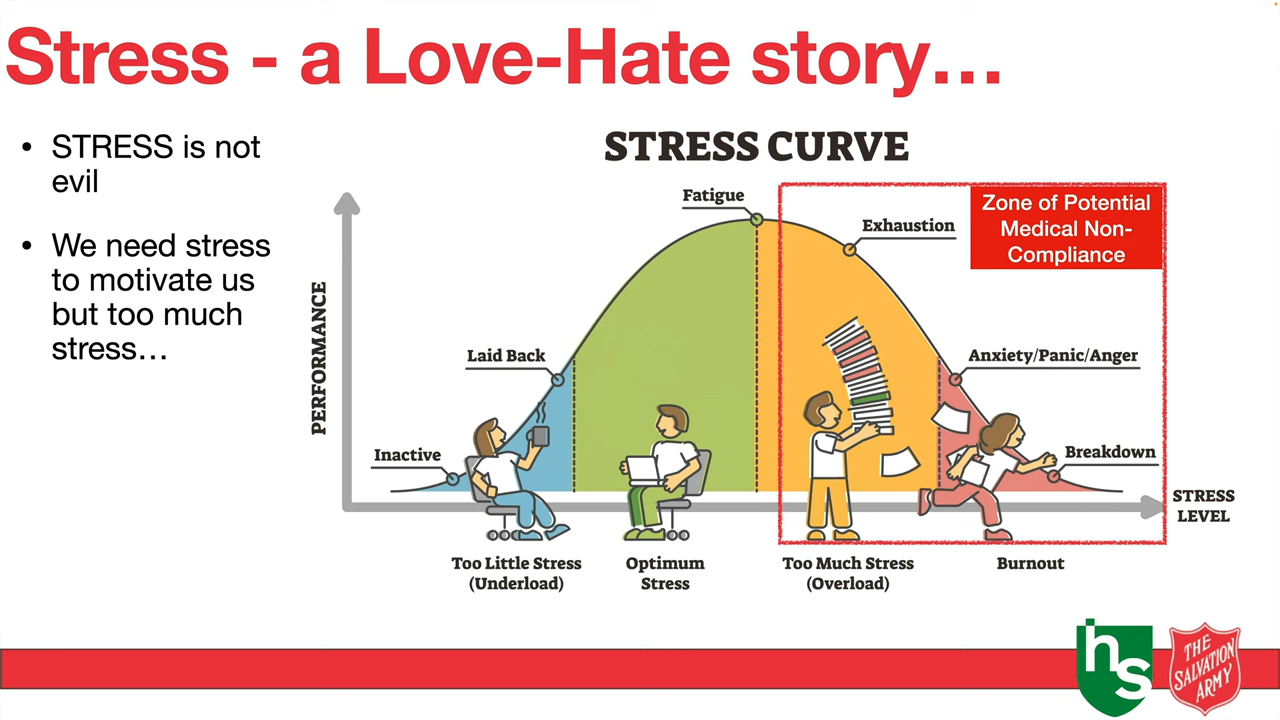 Stress - a Love-Hate story…
• STRESS is not
evil
• We need stress
to motivate us
but too much
stress…
STRESS CURVE
PERFORMANCE
Inactive
Laid Back
Fatigue
Exhaustion
Zone of Potential
Medical Non-
Compliance
Anxiety/Panic/Anger
Breakdown
STRESS
LEVEL
Too Little Stress
(Underload)
Optimum
Stress
Too Much Stress
(Overload)
Burnout
hs
THE
SALVATION
ARMY